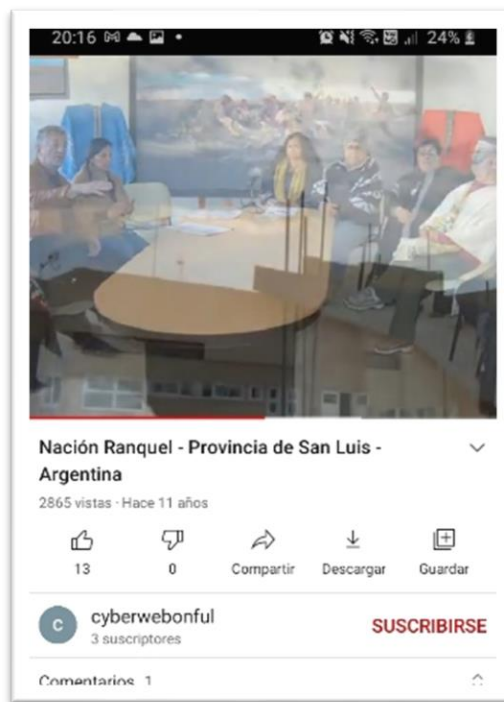 20:16 24%
Nación Ranquel - Provincia de San Luis -
Argentina
2865 vistas · Hace 11 años
13 0 Compartir Descargar Guardar
C cyberwebonful SUSCRIBIRSE
3 suscriptores
Comentarios 1